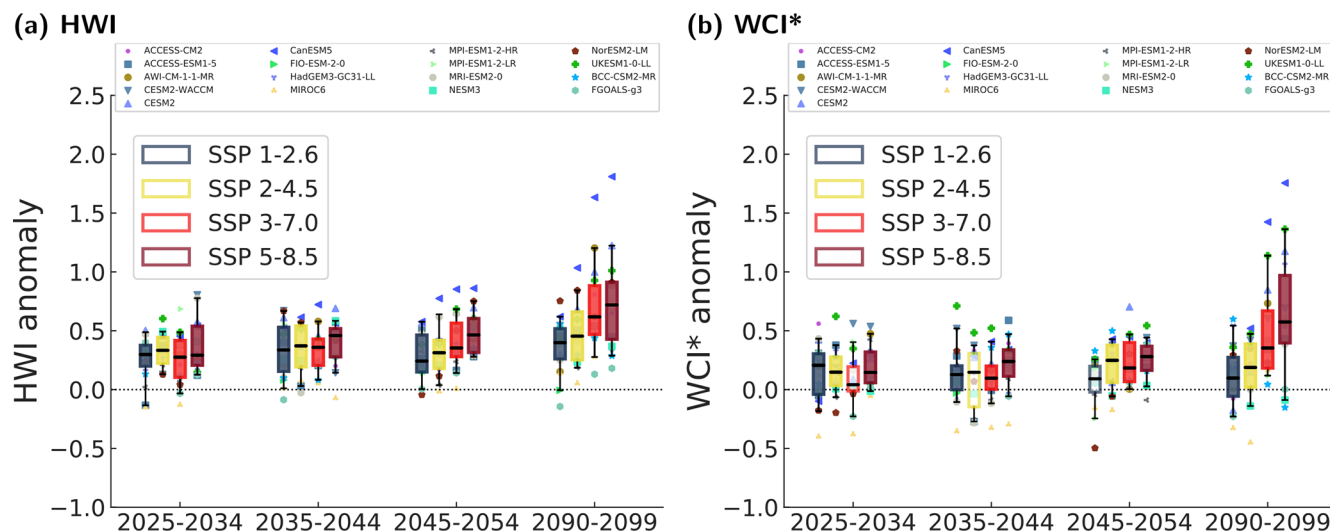 (a) HWI
ACCESS-CM2
ACCESS-ESM1-5
AWI-CM-1-1-MR
CESM2-WACCM
CESM2
CanESM5
FIO-ESM-2-0
HadGEM3-GC31-LL
MIROC6
MPI-ESM1-2-HR
MPI-ESM1-2-LR
MRI-ESM2-0
NESM3
NorESM2-LM
UKESM1-0-LL
BCC-CSM2-MR
FGOALS-g3
SSP 1-2.6
SSP 2-4.5
SSP 3-7.0
SSP 5-8.5
HWI anomaly
2.5
2.0
1.5
1.0
0.5
0.0
−0.5
−1.0
2025-2034
2035-2044
2045-2054
2090-2099
(b) WCI*
ACCESS-CM2
ACCESS-ESM1-5
AWI-CM-1-1-MR
CESM2-WACCM
CESM2
CanESM5
FIO-ESM-2-0
HadGEM3-GC31-LL
MIROC6
MPI-ESM1-2-HR
MPI-ESM1-2-LR
MRI-ESM2-0
NESM3
NorESM2-LM
UKESM1-0-LL
BCC-CSM2-MR
FGOALS-g3
SSP 1-2.6
SSP 2-4.5
SSP 3-7.0
SSP 5-8.5
WCI* anomaly
2.5
2.0
1.5
1.0
0.5
0.0
−0.5
−1.0
2025-2034
2035-2044
2045-2054
2090-2099